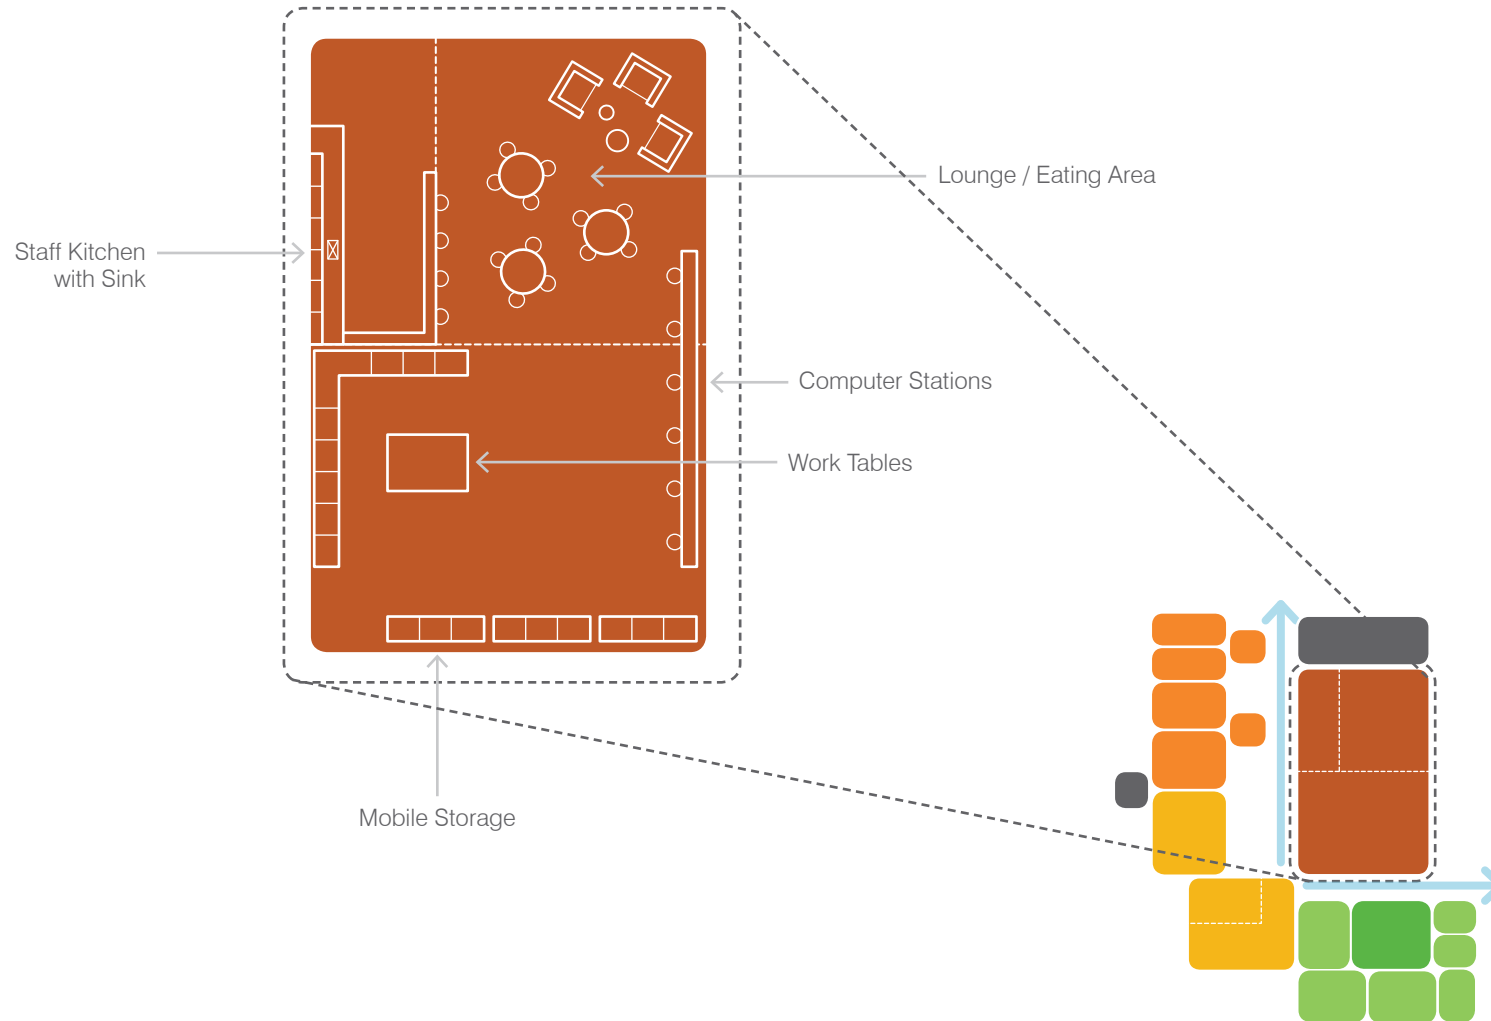 Lounge / Eating Area
Staff Kitchen
with Sink
Computer Stations
Work Tables
Mobile Storage